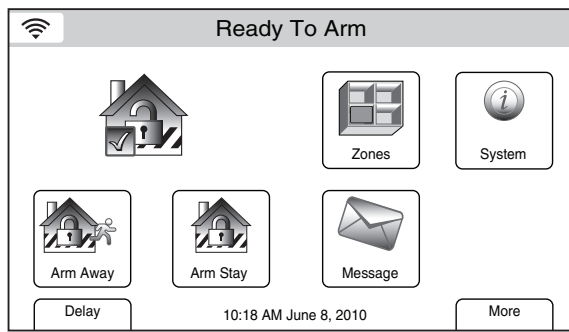 Ready To Arm
Zones
System
Arm Away
Arm Stay
Message
Delay
10:18 AM June 8, 2010
More